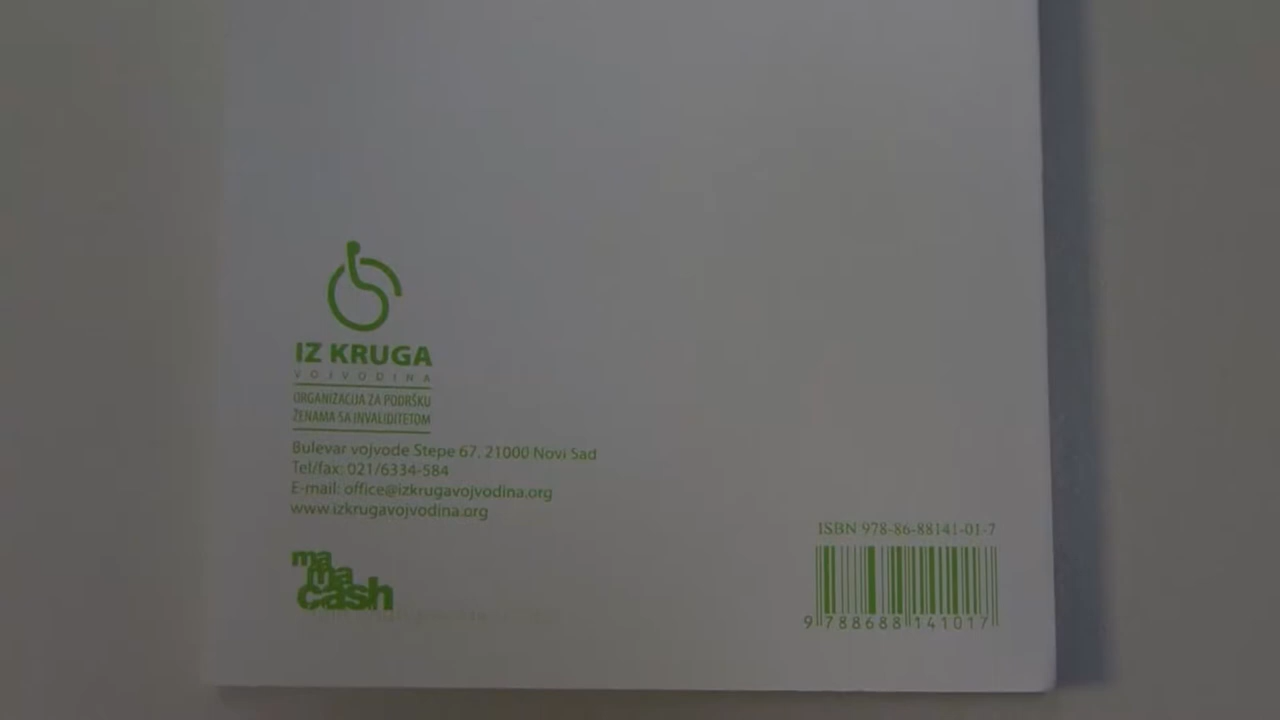 IZ KRUGA
VOJVODINA
ORGANIZACIJA ZA PODRŠKU
ŽENAMA SA INVALIDITETOM
Bulevar vojvode Stepe 67, 21000 Novi Sad
Tel/fax: 021/6334-584
E-mail: office@izkrugavojvodina.org
www.izkrugavojvodina.org
ma
ma
cash
ISBN 978-86-88141-01-7
9 788688 141017